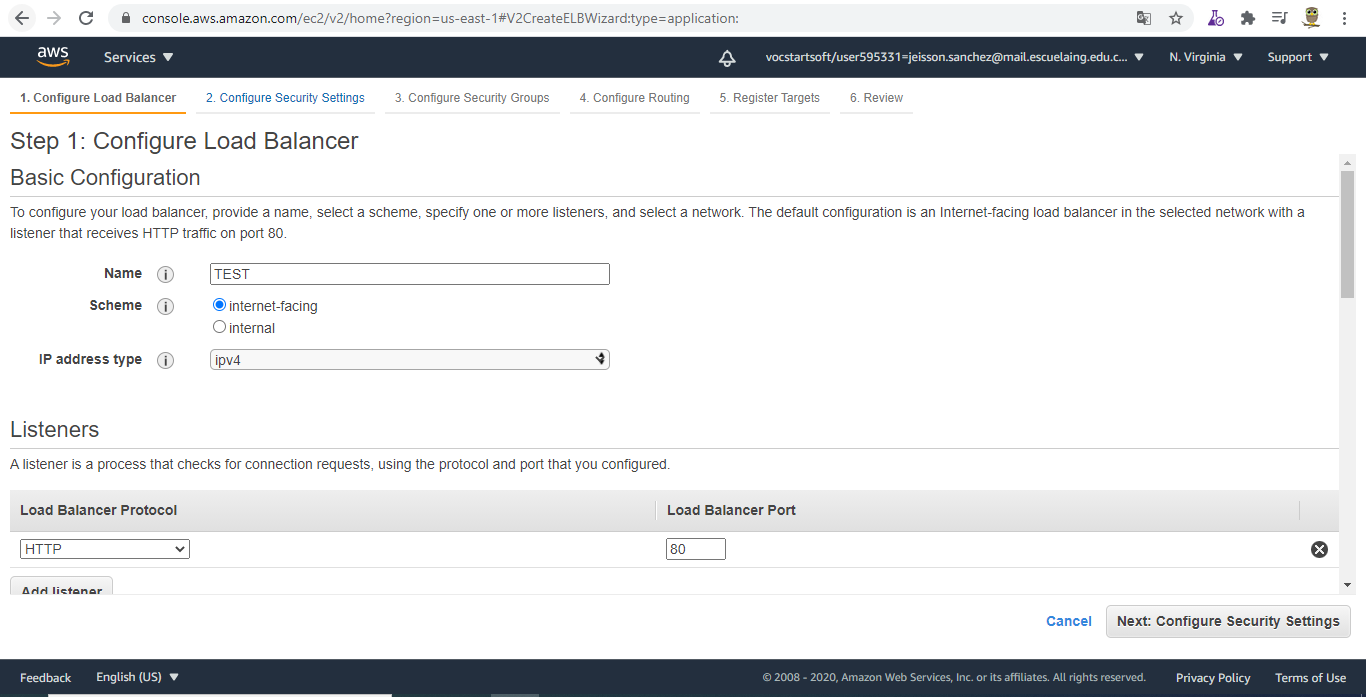 console.aws.amazon.com/ec2/v2/home?region=us-east-1#V2CreateELBWizard:type=application:
aws Services vocstartsoft/user595331=jeisson.sanchez@mail.escuelaing.edu.c... N. Virginia Support
1. Configure Load Balancer 2. Configure Security Settings 3. Configure Security Groups 4. Configure Routing 5. Register Targets 6. Review
Step 1: Configure Load Balancer
Basic Configuration
To configure your load balancer, provide a name, select a scheme, specify one or more listeners, and select a network. The default configuration is an Internet-facing load balancer in the selected network with a
listener that receives HTTP traffic on port 80.
Name i TEST
Scheme i internet-facing
internal
IP address type i ipv4
Listeners
A listener is a process that checks for connection requests, using the protocol and port that you configured.
Load Balancer Protocol Load Balancer Port
HTTP 80
Add listener
Cancel Next: Configure Security Settings
Feedback English (US) © 2008 - 2020, Amazon Web Services, Inc. or its affiliates. All rights reserved. Privacy Policy Terms of Use